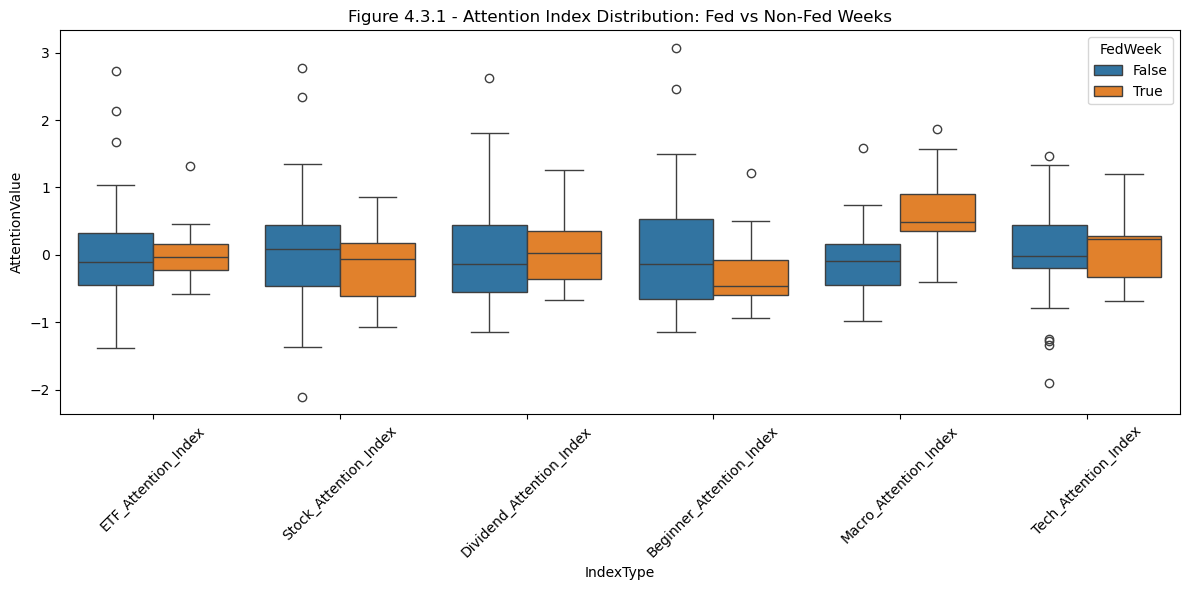 Figure 4.3.1 - Attention Index Distribution: Fed vs Non-Fed Weeks
FedWeek
False
True
AttentionValue
3
2
1
0
−1
−2
ETF_Attention_Index
Stock_Attention_Index
Dividend_Attention_Index
Beginner_Attention_Index
Macro_Attention_Index
Tech_Attention_Index
IndexType